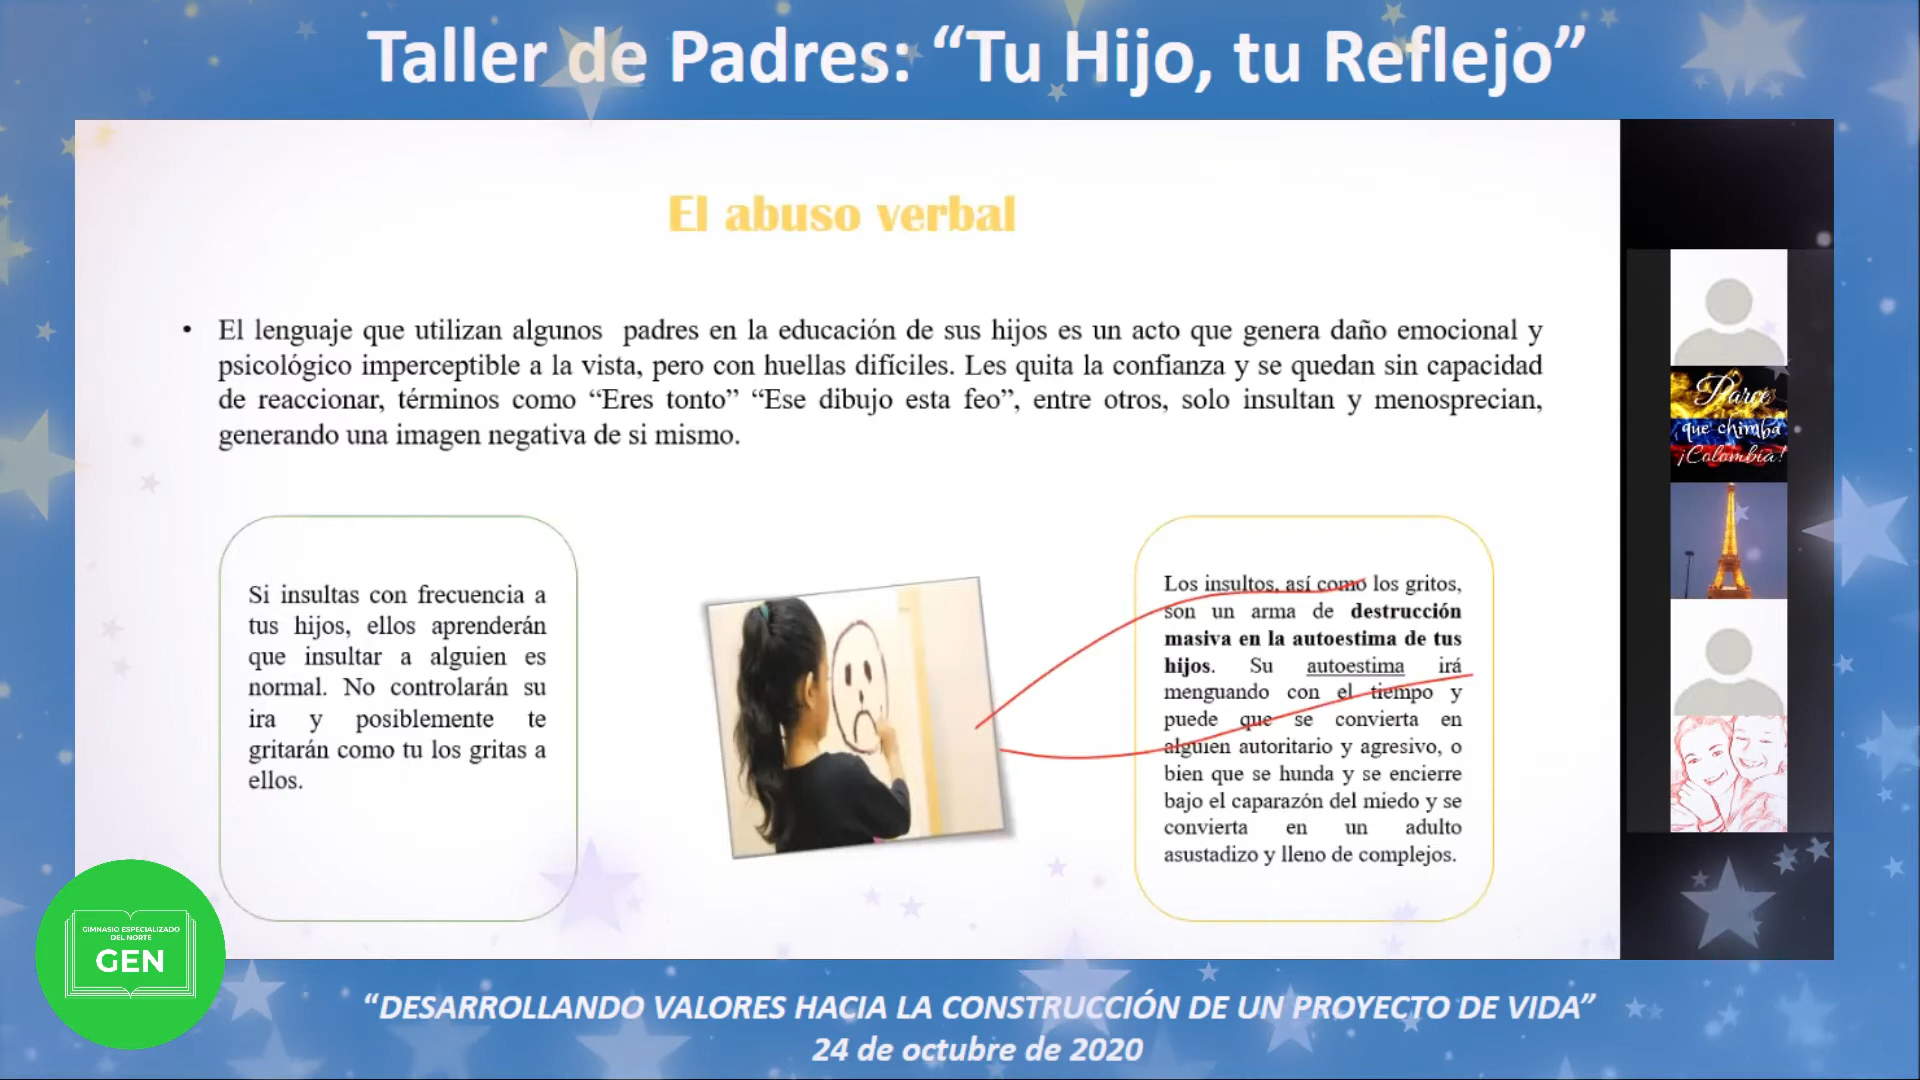 Taller de Padres: “Tu Hijo, tu Reflejo”
El abuso verbal
• El lenguaje que utilizan algunos padres en la educación de sus hijos es un acto que genera daño emocional y
psicológico imperceptible a la vista, pero con huellas difíciles. Les quita la confianza y se quedan sin capacidad
de reaccionar, términos como “Eres tonto” “Ese dibujo esta feo”, entre otros, solo insultan y menosprecian,
generando una imagen negativa de si mismo.
Si insultas con frecuencia a
tus hijos, ellos aprenderán
que insultar a alguien es
normal. No controlarán su
ira y posiblemente te
gritarán como tu los gritas a
ellos.
Los insultos, así como los gritos,
son un arma de destrucción
masiva en la autoestima de tus
hijos. Su autoestima irá
menguando con el tiempo y
puede que se convierta en
alguien autoritario y agresivo, o
bien que se hunda y se encierre
bajo el caparazón del miedo y se
convierta en un adulto
asustadizo y lleno de complejos.
Parce
que chimba
¡Colombia!
GIMNASIO ESPECIALIZADO
DEL NORTE
GEN
“DESARROLLANDO VALORES HACIA LA CONSTRUCCIÓN DE UN PROYECTO DE VIDA”
24 de octubre de 2020